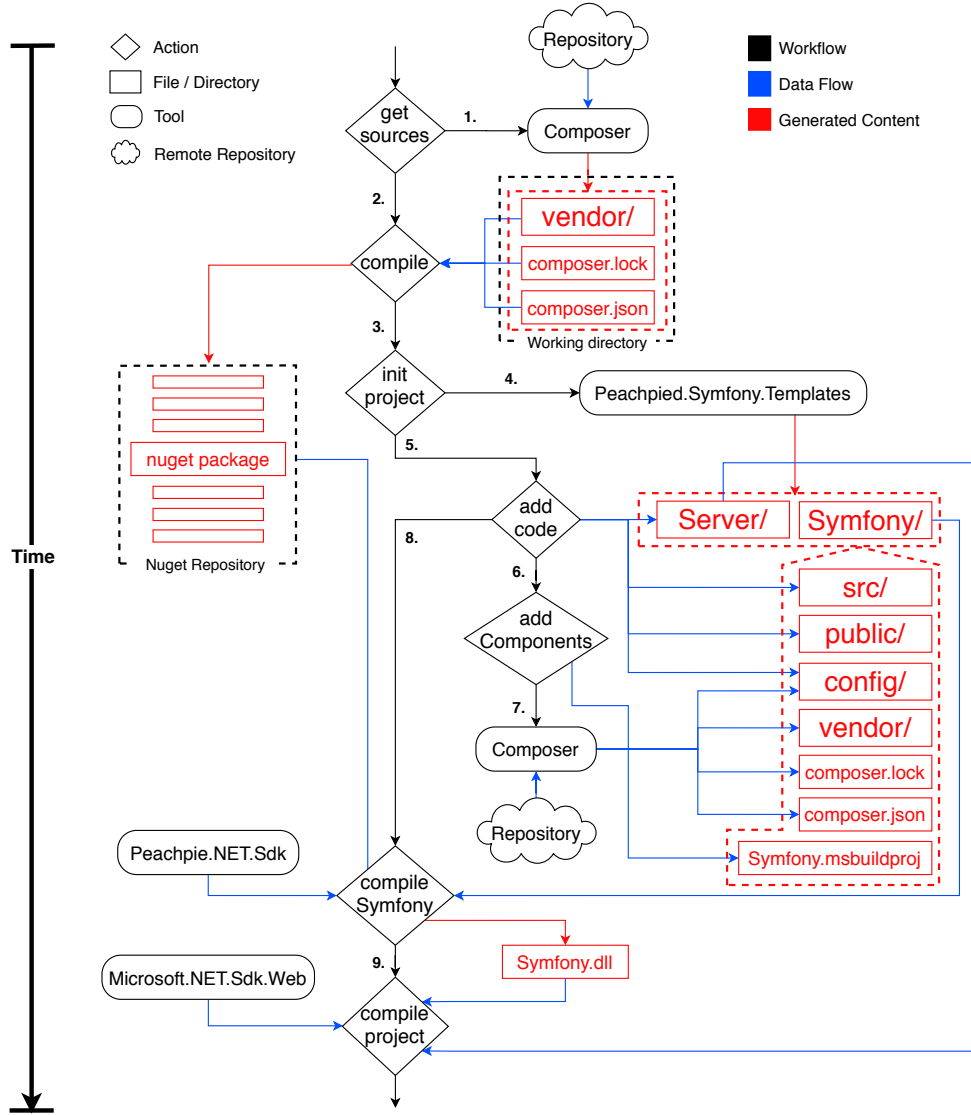 Action
File / Directory
Tool
Remote Repository
Repository
Workflow
Data Flow
Generated Content
get
sources
1.
Composer
2.
vendor/
compile
composer.lock
composer.json
Working directory
3.
init
project
4.
Peachpied.Symfony.Templates
5.
nuget package
Nuget Repository
Time
8.
add
code
Server/
Symfony/
6.
src/
add
Components
public/
config/
7.
vendor/
Composer
composer.lock
composer.json
Repository
Symfony.msbuildproj
Peachpie.NET.Sdk
compile
Symfony
9.
Symfony.dll
Microsoft.NET.Sdk.Web
compile
project